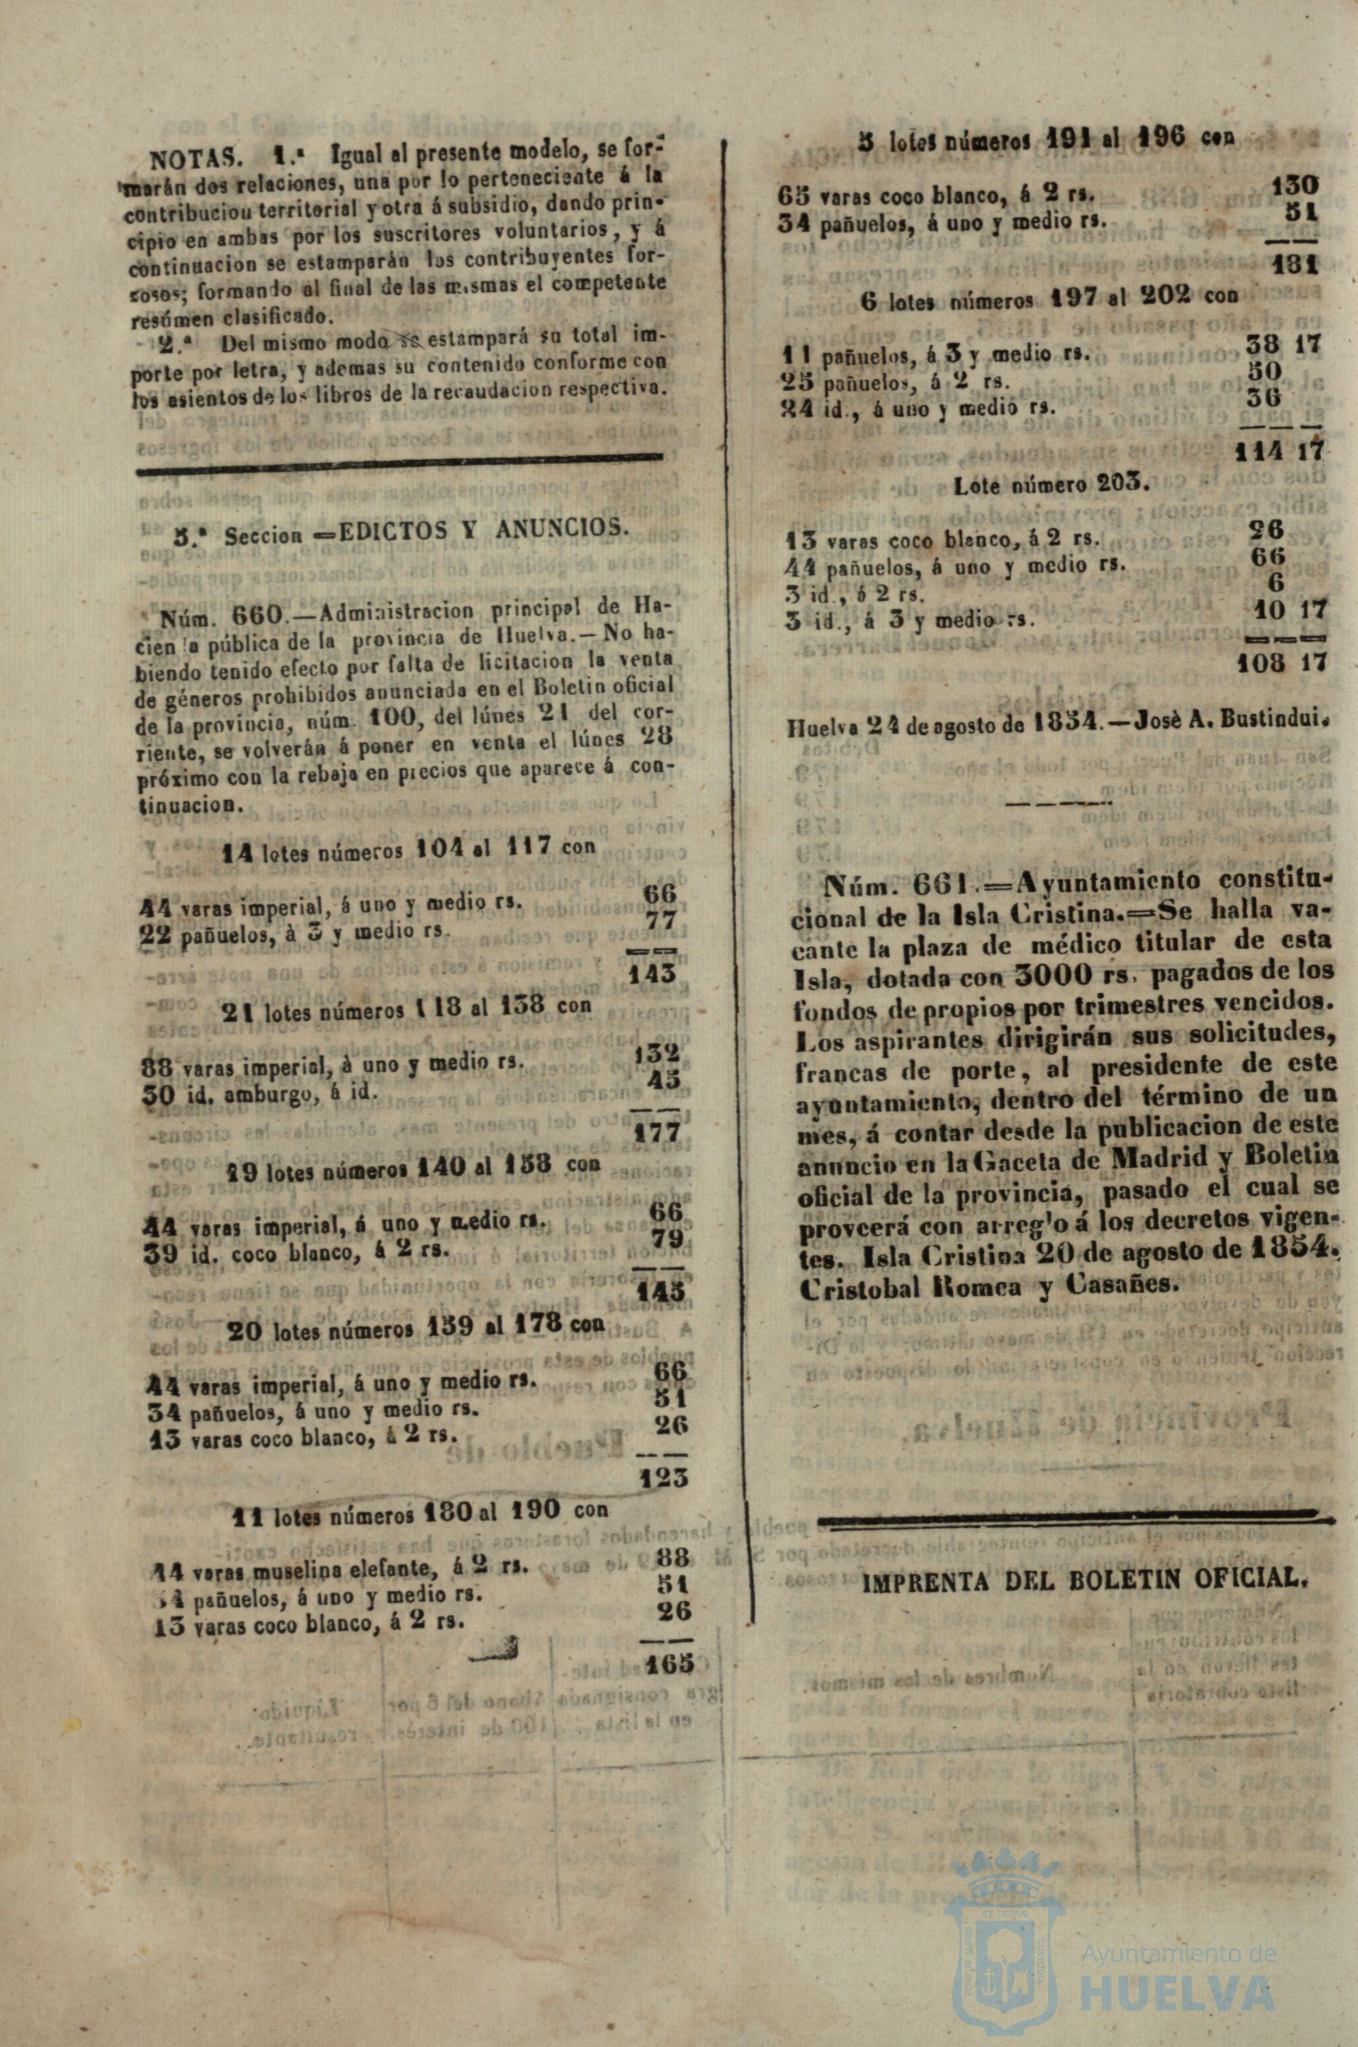 NOTAS. 1.ª Igual al presente modelo, se for-
marán dos relaciones, una por lo perteneciente á la
contribuciou territorial y otra á subsidio, dando prin-
cipio en ambas por los suscritores voluntarios, y á
continuacion se estamparán los contribuyentes for-
zosos; formando al final de las mismas el competente
resúmen clasificado.
2.ª Del mismo modo se estampará su total im-
porte por letra, y ademas su contenido conforme con
los asientos de los libros de la recaudacion respectiva.
5.ª Seccion =EDICTOS Y ANUNCIOS.
Núm. 660.—Administracion principal de Ha-
cienda pública de la provincia de Huelva.—No ha-
biendo tenido efecto por falta de licitacion la venta
de géneros prohibidos anunciada en el Boletin oficial
de la provincia, núm. 100, del lúnes 21 del cor-
riente, se volverán á poner en venta el lúnes 28
próximo con la rebaja en precios que aparece á con-
tinuacion.
14 lotes números 104 al 117 con
44 varas imperial, á uno y medio rs. 66
22 pañuelos, à 3 y medio rs. 77
143
21 lotes números 118 al 138 con
88 varas imperial, à uno y medio rs. 132
30 id. amburgo, á id. 45
177
19 lotes números 140 al 158 con
44 varas imperial, á uno y medio rs. 66
39 id. coco blanco, á 2 rs. 79
145
20 lotes números 159 al 178 con
44 varas imperial, á uno y medio rs. 66
34 pañuelos, á uno y medio rs. 51
13 varas coco blanco, á 2 rs. 26
123
11 lotes números 180 al 190 con
44 varas muselina elefante, á 2 rs. 88
34 pañuelos, á uno y medio rs. 51
13 varas coco blanco, á 2 rs. 26
165
5 lotes números 191 al 196 con
65 varas coco blanco, á 2 rs. 130
34 pañuelos, á uno y medio rs. 51
181
6 lotes números 197 al 202 con
11 pañuelos, á 3 y medio rs. 38 17
25 pañuelos, á 2 rs. 50
24 id., á uno y medio rs. 36
114 17
Lote número 203.
13 varas coco blanco, á 2 rs. 26
44 pañuelos, á uno y medio rs. 66
3 id., á 2 rs. 6
3 id., á 3 y medio rs. 10 17
108 17
Huelva 24 de agosto de 1854.—Josè A. Bustindui.
Núm. 661.=Ayuntamiento constitu-
cional de la Isla Cristina.=Se halla va-
cante la plaza de médico titular de esta
Isla, dotada con 3000 rs. pagados de los
fondos de propios por trimestres vencidos.
Los aspirantes dirigirán sus solicitudes,
francas de porte, al presidente de este
ayuntamiento, dentro del término de un
mes, á contar desde la publicacion de este
anuncio en la Gaceta de Madrid y Boletin
oficial de la provincia, pasado el cual se
proveerá con arreglo á los decretos vigen-
tes. Isla Cristina 20 de agosto de 1854.
Cristobal Romea y Casañes.
IMPRENTA DEL BOLETIN OFICIAL.
Ayuntamiento de
HUELVA